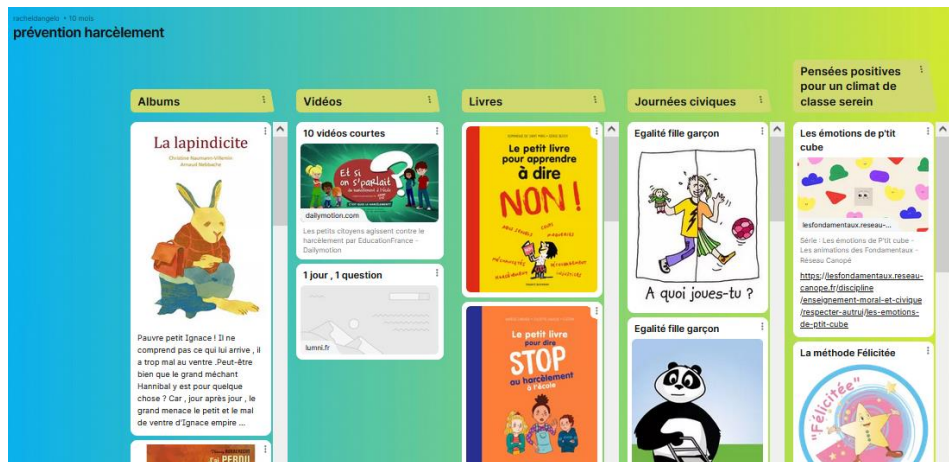 racheldangelo • 10 mois
prévention harcèlement
Albums
La lapindicite
Christine Naumann-Villemin
Pauvre petit Ignace ! Il ne
comprend pas ce qui lui arrive , il
a trop mal au ventre .Peut-être
bien que le grand méchant
Hannibal y est pour quelque
chose ? Car , jour après jour , le
grand menace le petit et le mal
de ventre d'Ignace empire ...
J'ai PERDU
Vidéos
10 vidéos courtes
Et si
on s'parlait
du harcèlement à l'école
?
dailymotion.com
Les petits citoyens agissent contre le
harcèlement par EducationFrance -
Dailymotion
1 jour , 1 question
lumni.fr
Livres
Le petit livre
pour apprendre
à dire
NON !
Le petit livre
pour dire
STOP
au harcèlement
à l'école
Journées civiques
Egalité fille garçon
A quoi joues-tu ?
Egalité fille garçon
Pensées positives
pour un climat de
classe serein
Les émotions de p'tit
cube
lesfondamentaux.reseau-...
Série : Les émotions de P'tit cube -
Les animations des Fondamentaux -
Réseau Canopé
https://lesfondamentaux.reseau-
canope.fr/discipline
/enseignement-moral-et-civique
/respecter-autrui/les-emotions-
de-ptit-cube
La méthode Félicitée
"Félicitée"